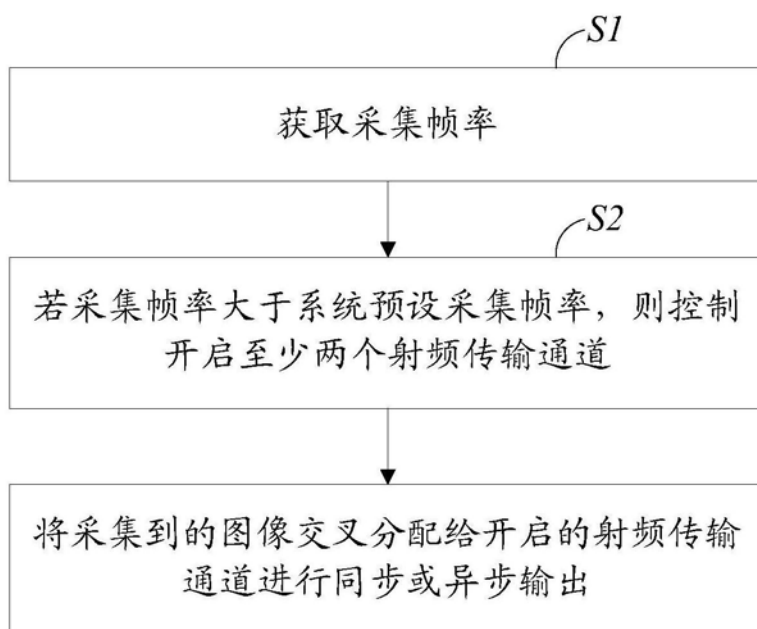 S1
获取采集帧率
S2
若采集帧率大于系统预设采集帧率，则控制
开启至少两个射频传输通道
将采集到的图像交叉分配给开启的射频传输
通道进行同步或异步输出